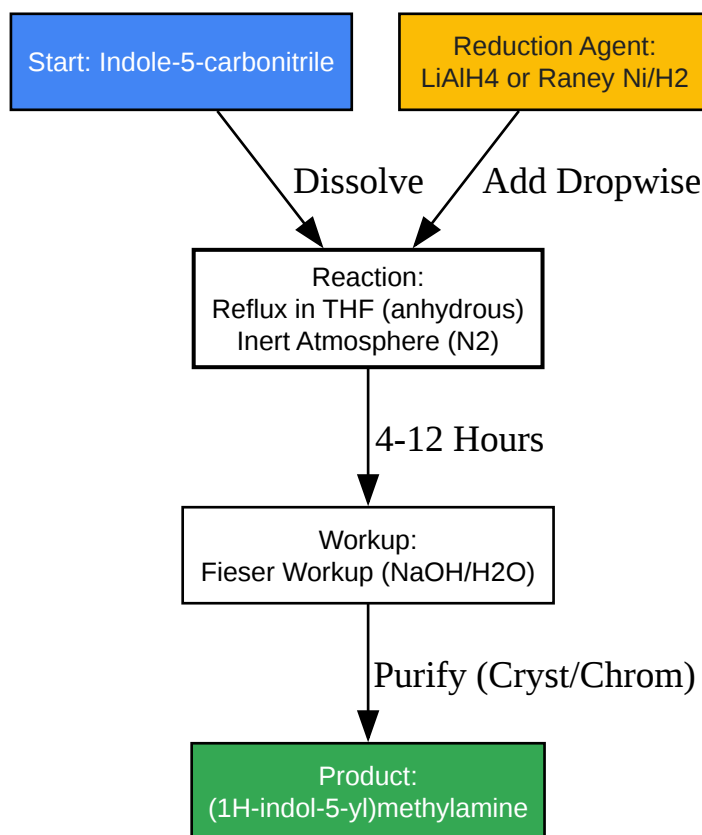 Start: Indole-5-carbonitrile
Reduction Agent:
LiAlH4 or Raney Ni/H2
Dissolve
Add Dropwise
Reaction:
Reflux in THF (anhydrous)
Inert Atmosphere (N2)
4-12 Hours
Workup:
Fieser Workup (NaOH/H2O)
Purify (Cryst/Chrom)
Product:
(1H-indol-5-yl)methylamine